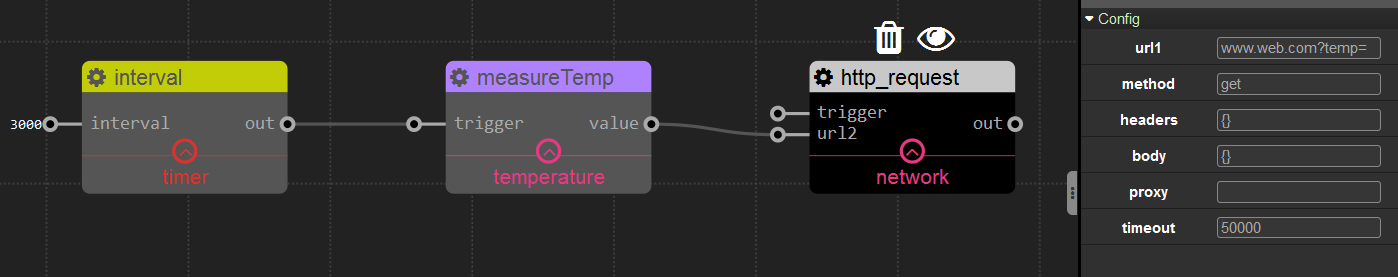 Config
url1 www.web.com?temp=
interval measureTemp http_request
method get
trigger
3000 interval out trigger value url2 out
headers {}
body {}
timer temperature network
proxy
timeout 50000